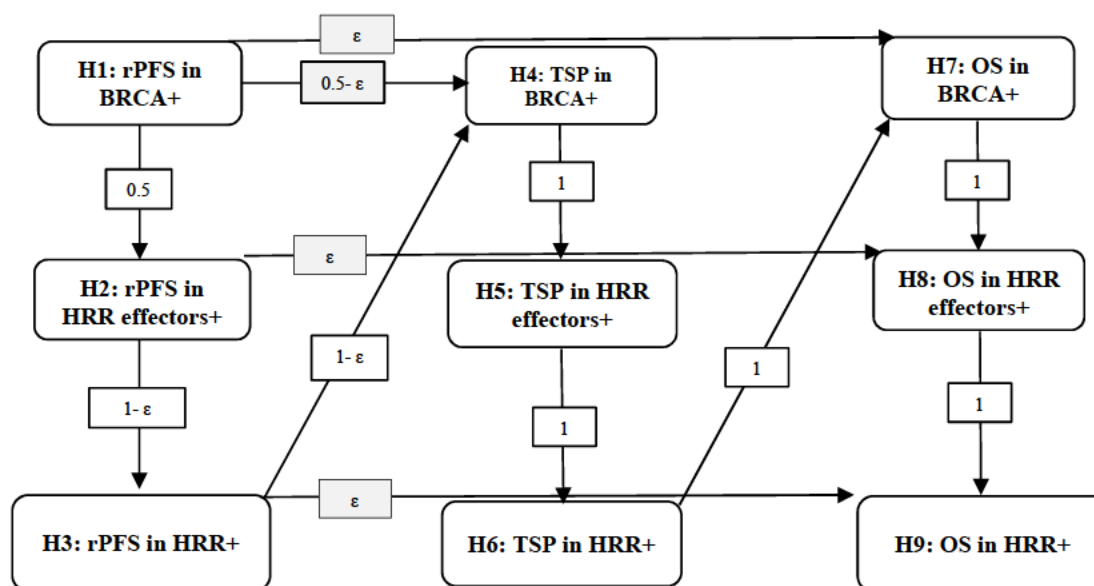 ε
H1: rPFS in
BRCA+
0.5- ε
H4: TSP in
BRCA+
H7: OS in
BRCA+
0.5
1
1
ε
H2: rPFS in
HRR effectors+
H5: TSP in HRR
effectors+
H8: OS in HRR
effectors+
1- ε
1- ε
1
1
1
ε
H3: rPFS in HRR+
H6: TSP in HRR+
H9: OS in HRR+